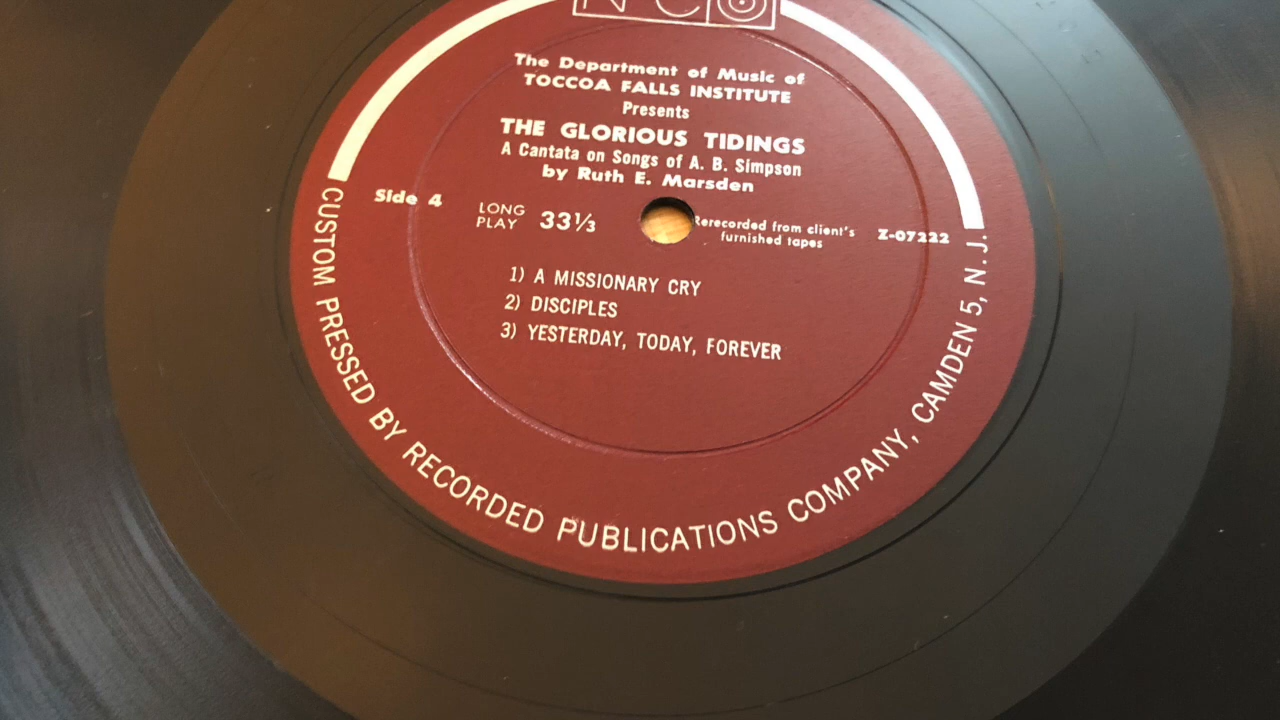 The Department of Music of
TOCCOA FALLS INSTITUTE
Presents
THE GLORIOUS TIDINGS
A Cantata on Songs of A. B. Simpson
by Ruth E. Marsden
Side 4
LONG PLAY 33⅓
Rerecorded from client's
furnished tapes
Z-07222
1) A MISSIONARY CRY
2) DISCIPLES
3) YESTERDAY, TODAY, FOREVER
CUSTOM PRESSED BY RECORDED PUBLICATIONS COMPANY, CAMDEN 5, N. J.